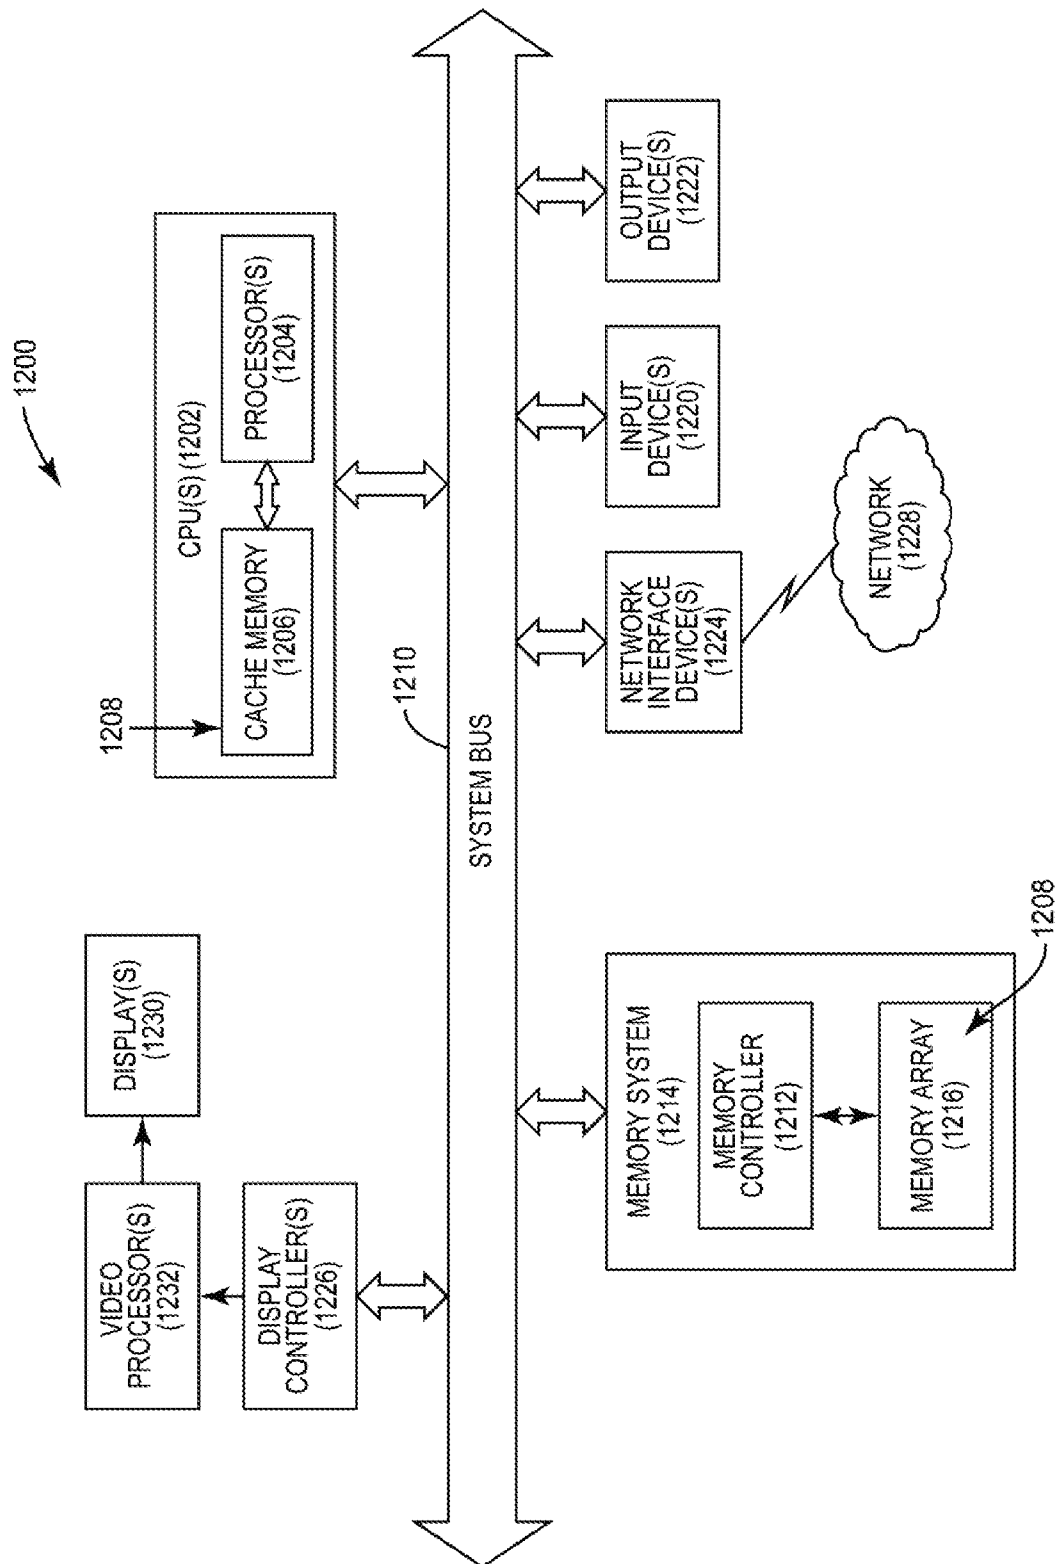 1200
VIDEO
PROCESSOR(S)
(1232)
DISPLAY(S)
(1230)
1208
CPU(S) (1202)
CACHE MEMORY
(1206)
PROCESSOR(S)
(1204)
DISPLAY
CONTROLLER(S)
(1226)
1210
SYSTEM BUS
MEMORY SYSTEM
(1214)
MEMORY
CONTROLLER
(1212)
MEMORY ARRAY
(1216)
1208
NETWORK
INTERFACE
DEVICE(S)
(1224)
INPUT
DEVICE(S)
(1220)
OUTPUT
DEVICE(S)
(1222)
NETWORK
(1228)